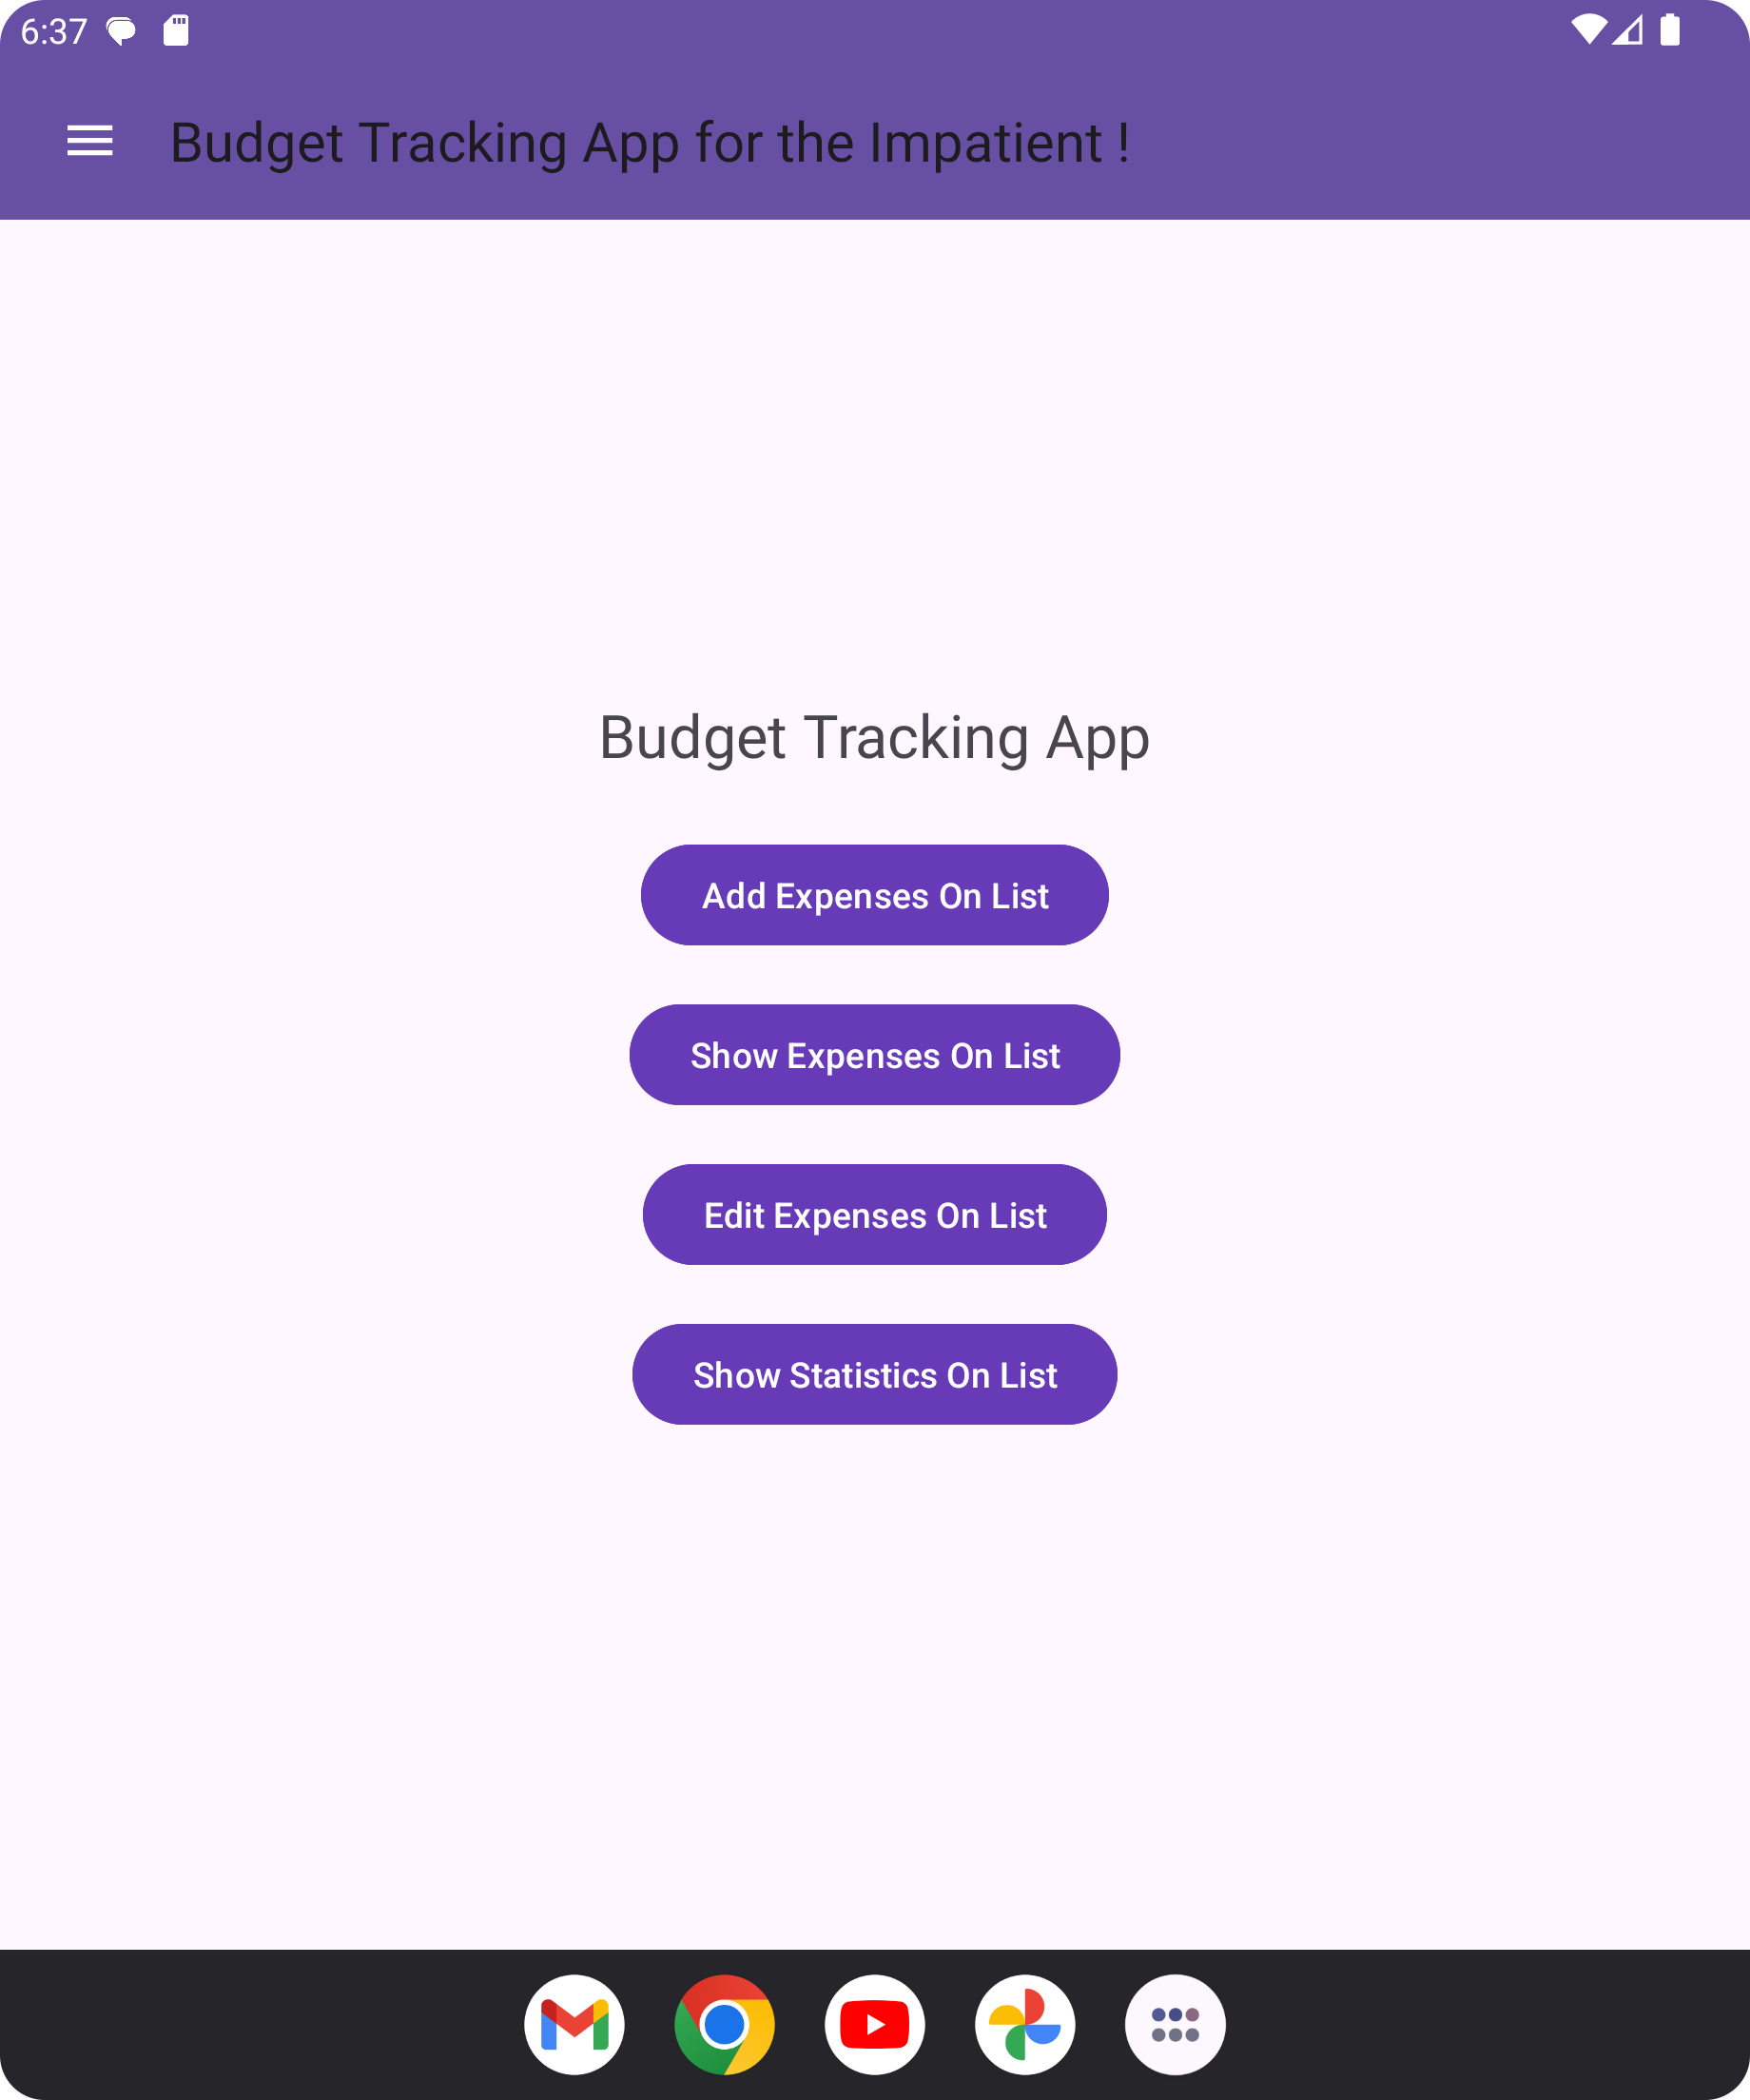 6:37
Budget Tracking App for the Impatient !
Budget Tracking App
Add Expenses On List
Show Expenses On List
Edit Expenses On List
Show Statistics On List